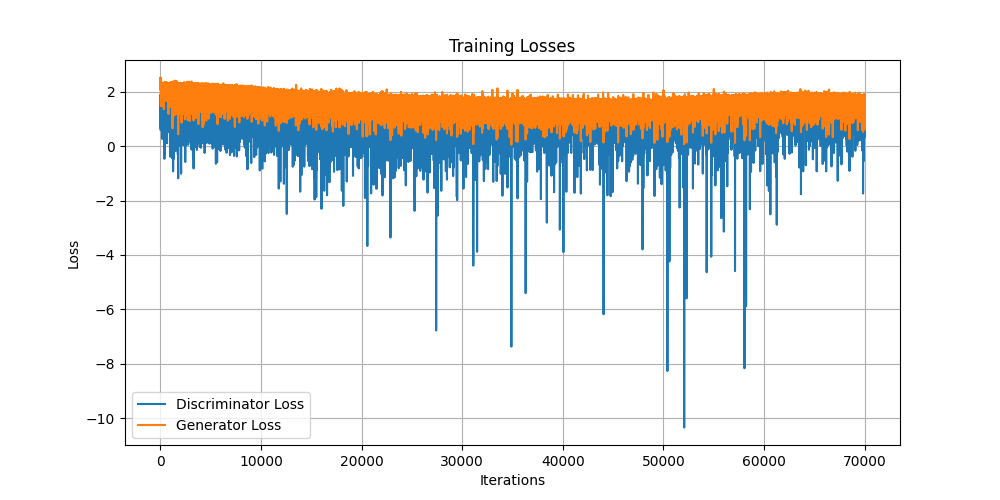 Training Losses
2
0
−2
−4
−6
−8
−10
Loss
Discriminator Loss
Generator Loss
0 10000 20000 30000 40000 50000 60000 70000
Iterations